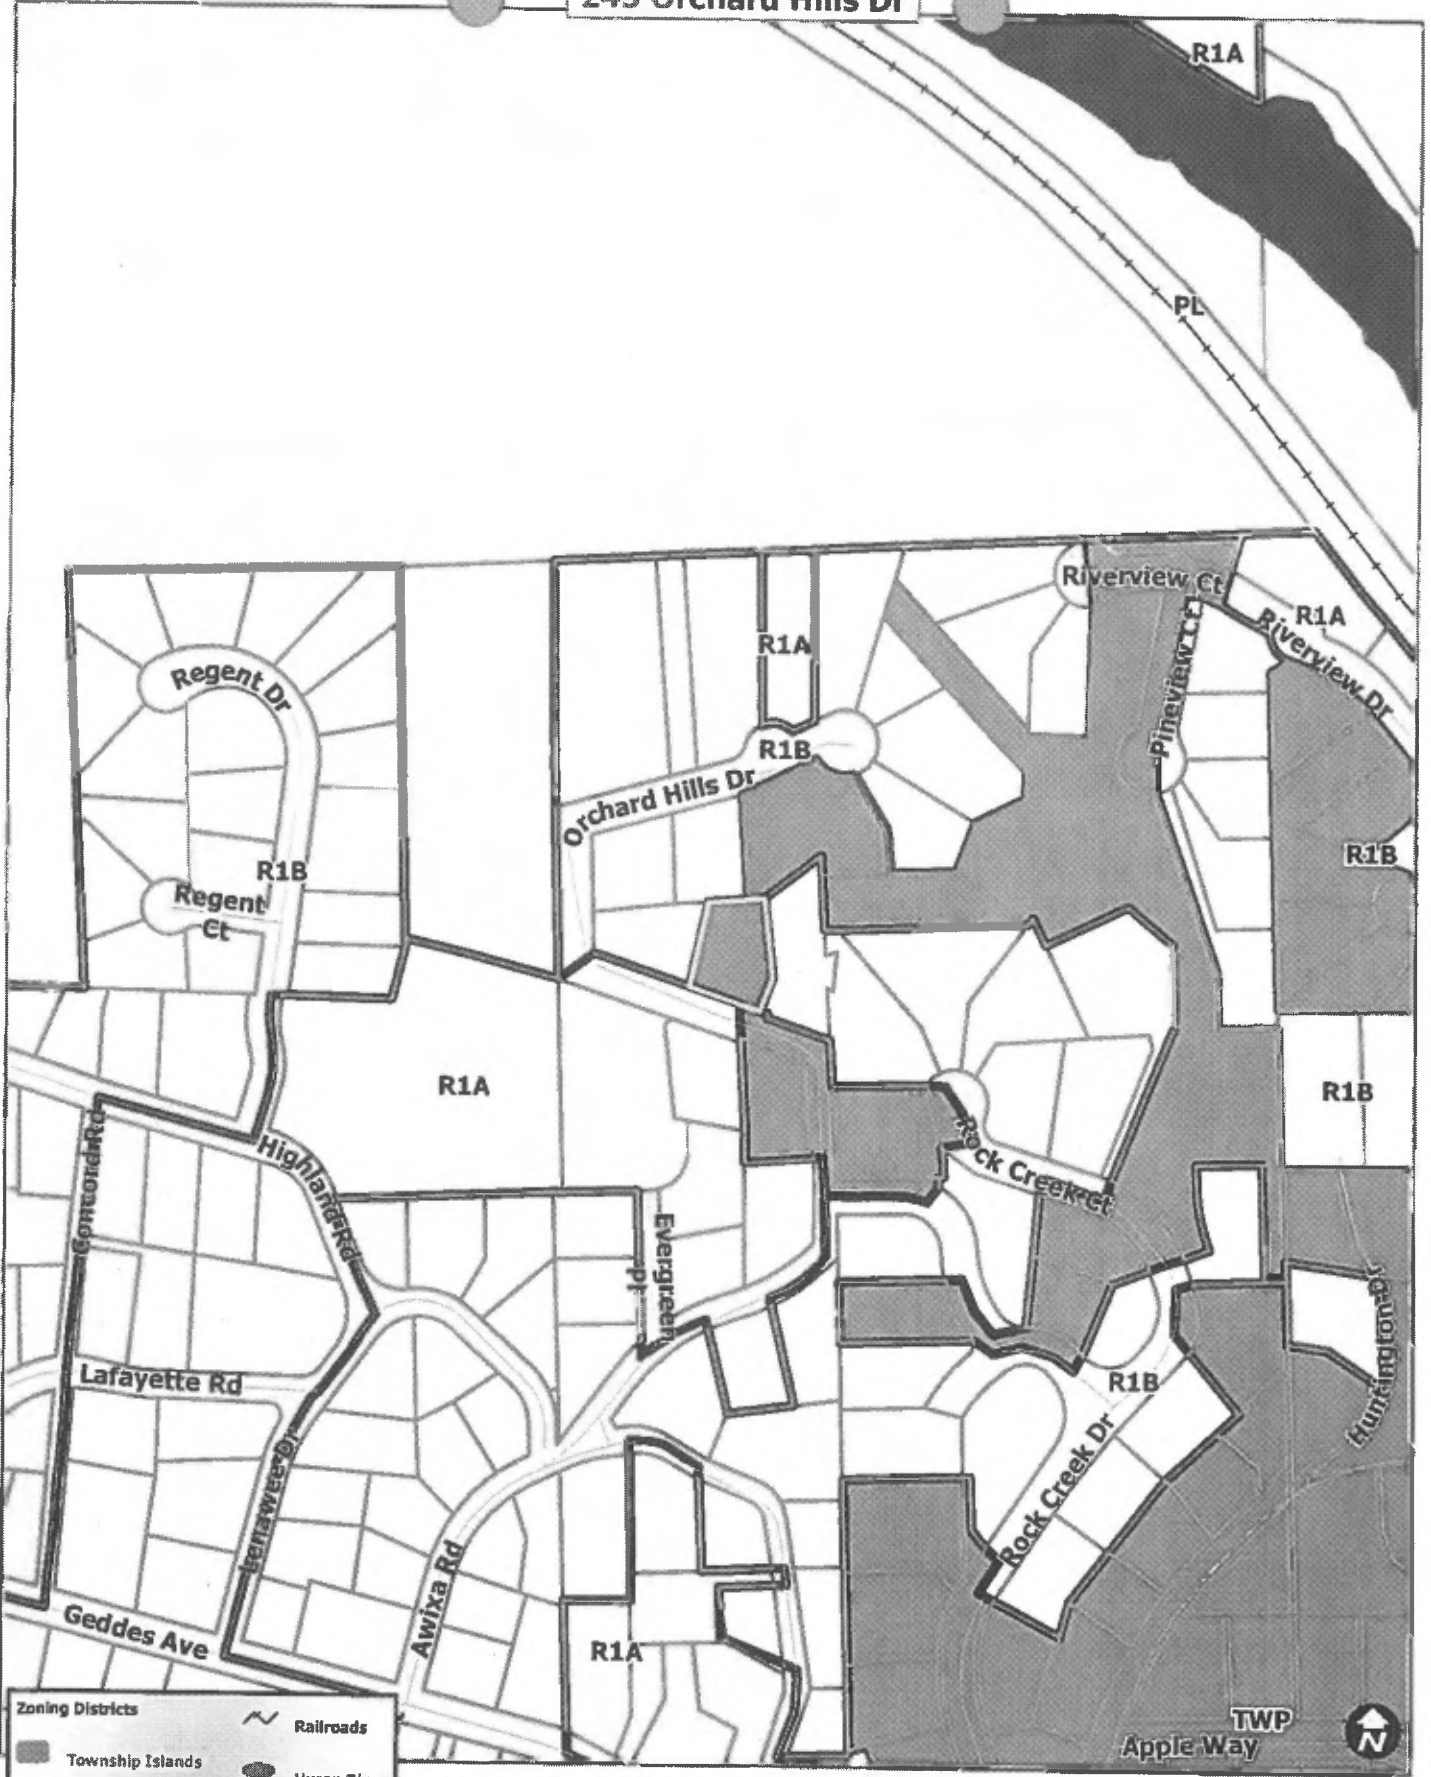 245 Orchard Hills Dr
R1A
PL
Riverview Ct
R1A
Riverview Dr
Pineview Ct
R1A
Regent Dr
R1B
Orchard Hills Dr
R1B
R1B
Regent
Ct
R1A
R1B
Concord Rd
Highland Rd
Rock Creek Ct
Evergreen
Pl
Huntington Dr
Lafayette Rd
R1B
Lenawee Dr
Rock Creek Dr
Awixa Rd
Geddes Ave
R1A
Zoning Districts
Railroads
Township Islands
TWP
Apple Way
N